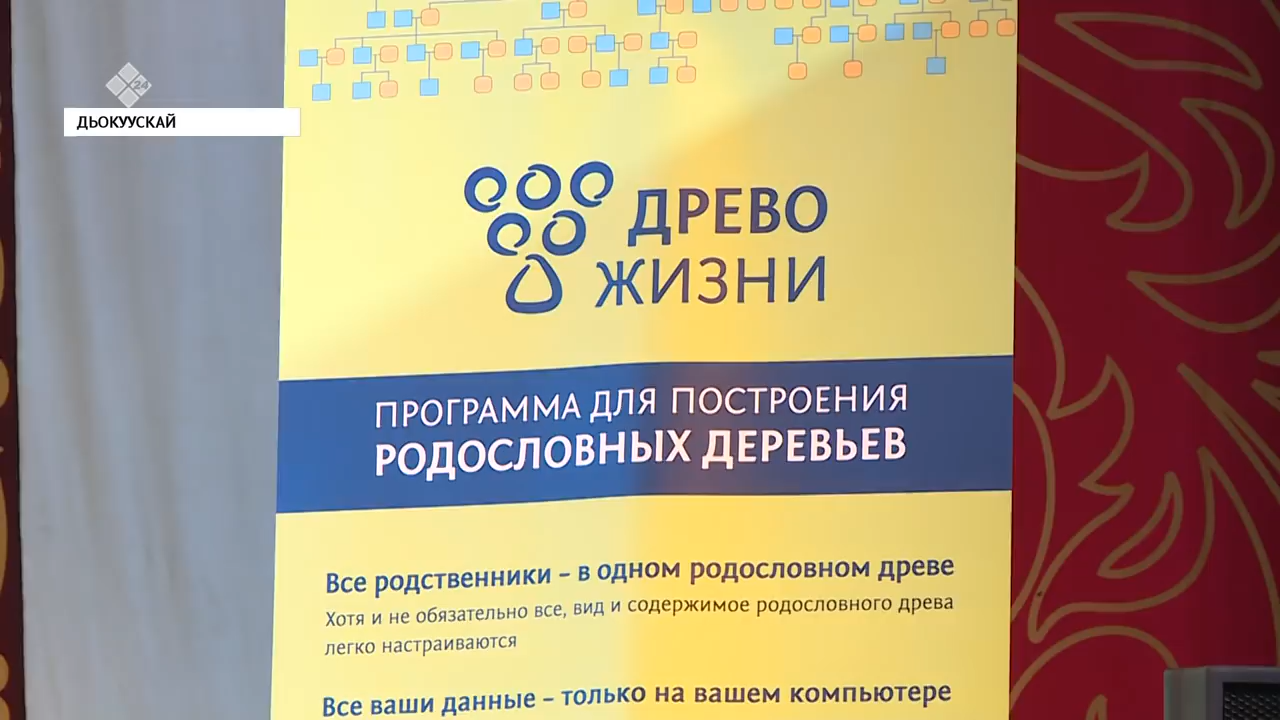 Х24
ДЬОКУУСКАЙ
ДРЕВО
ЖИЗНИ
ПРОГРАММА ДЛЯ ПОСТРОЕНИЯ
РОДОСЛОВНЫХ ДЕРЕВЬЕВ
Все родственники – в одном родословном древе
Хотя и не обязательно все, вид и содержимое родословного древа
легко настраиваются
Все ваши данные – только на вашем компьютере